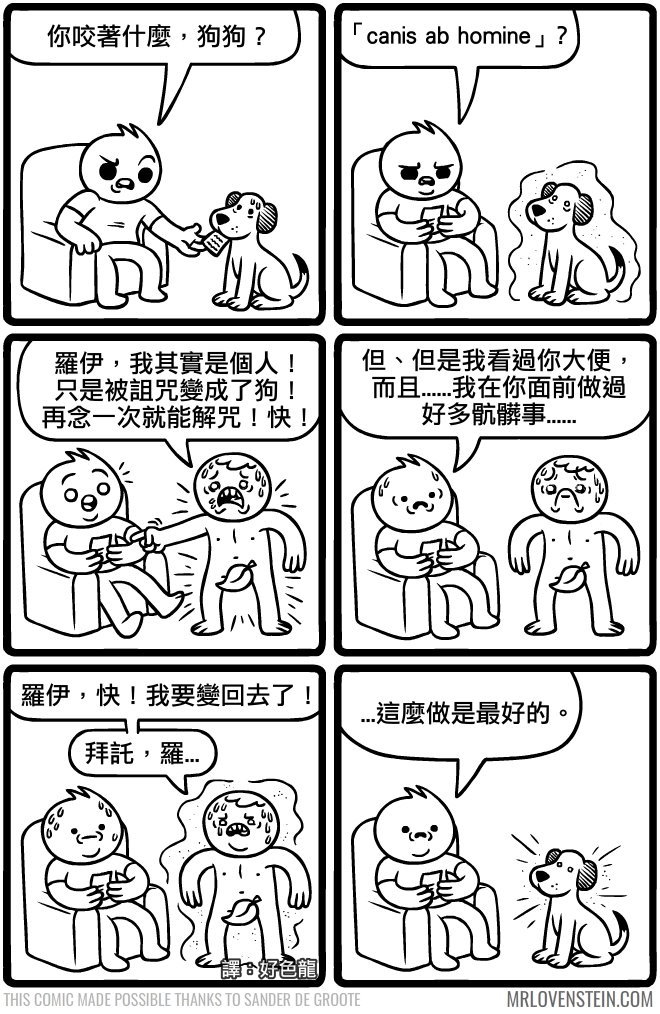 你咬著什麼，狗狗？
「canis ab homine」？
羅伊，我其實是個人！
只是被詛咒變成了狗！
再念一次就能解咒！快！
但、但是我看過你大便，
而且......我在你面前做過
好多骯髒事......
羅伊，快！我要變回去了！
拜託，羅...
...這麼做是最好的。
譯：好色龍
THIS COMIC MADE POSSIBLE THANKS TO SANDER DE GROOTE
MRLOVENSTEIN.COM